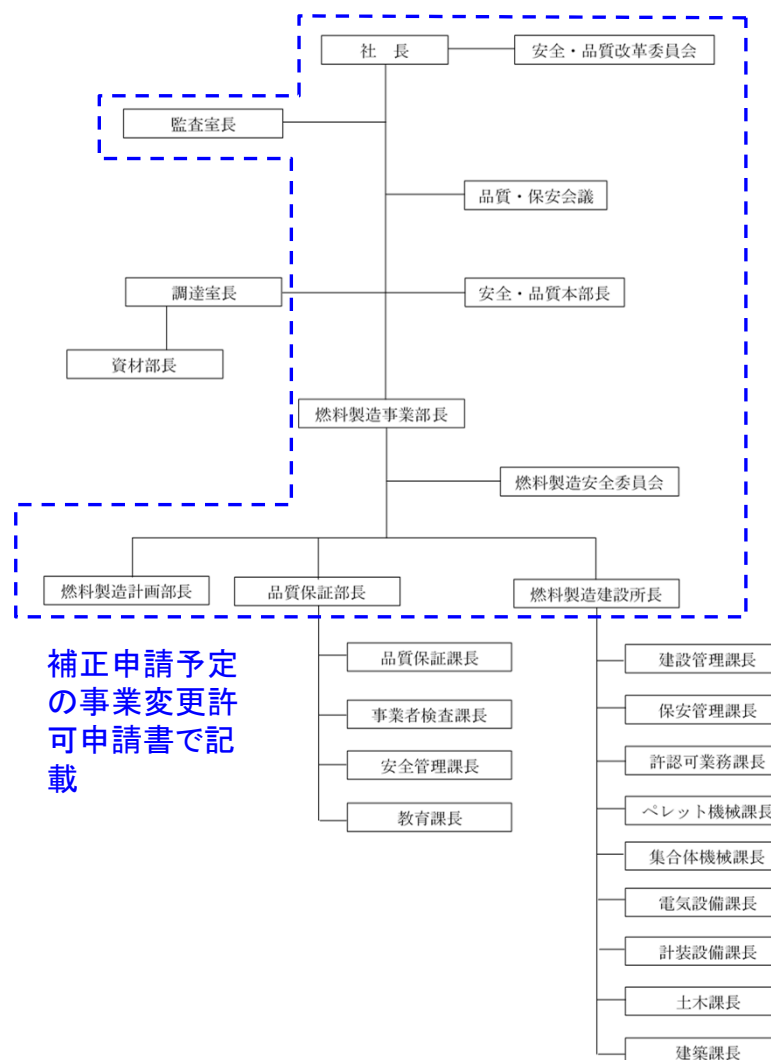 社　長
安全・品質改革委員会
監査室長
品質・保安会議
調達室長
安全・品質本部長
資材部長
燃料製造事業部長
燃料製造安全委員会
燃料製造計画部長
品質保証部長
燃料製造建設所長
補正申請予定
の事業変更許
可申請書で記
載
品質保証課長
事業者検査課長
安全管理課長
教育課長
建設管理課長
保安管理課長
許認可業務課長
ペレット機械課長
集合体機械課長
電気設備課長
計装設備課長
土木課長
建築課長